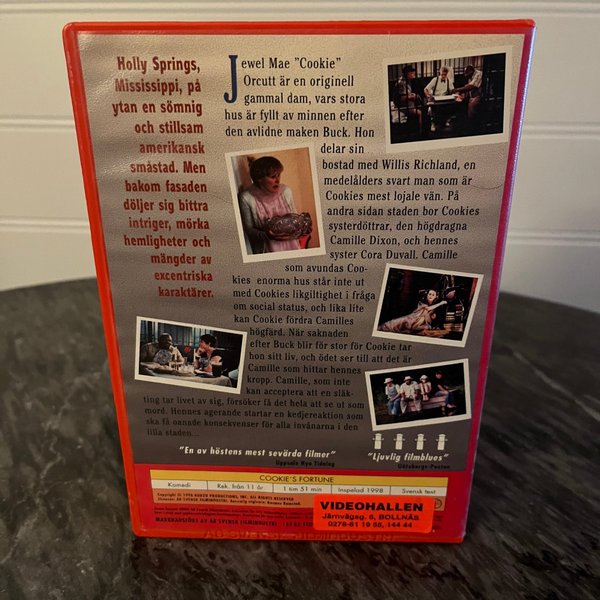 Holly Springs,
Mississippi, på
ytan en sömnig
och stillsam
amerikansk
småstad. Men
bakom fasaden
döljer sig bittra
intriger, mörka
hemligheter och
mängder av
excentriska
karaktärer.
Jewel Mae "Cookie"
Orcutt är en originell
gammal dam, vars stora
hus är fyllt av minnen efter
den avlidne maken Buck. Hon
delar sin
bostad med Willis Richland, en
medelålders svart man som är
Cookies mest lojale vän. På
andra sidan staden bor Cookies
systerdöttrar, den högdragna
Camille Dixon, och hennes
syster Cora Duvall. Camille
som avundas Coo-
kies enorma hus står inte ut
med Cookies likgiltighet i fråga
om social status, och lika lite
kan Cookie fördra Camilles
högfärd. När saknaden
efter Buck blir för stor för Cookie tar
hon sitt liv, och ödet ser till att det är
Camille som hittar hennes
kropp. Camille, som inte
kan acceptera att en släk-
ting tar livet av sig, försöker få det hela att se ut som
mord. Hennes agerande startar en kedjereaktion som
ska få oanade konsekvenser för alla invånarna i den
lilla staden...
"En av höstens mest sevärda filmer"
Uppsala Nya Tidning
"Ljuvlig filmblues"
Göteborgs-Posten
COOKIE'S FORTUNE
Komedi
Rek. från 11 år
1 tim 51 min
Inspelad 1998
Svensk text
VIDEOHALLEN
Järnvägsg. 6, BOLLNÄS
0278-61 19 88, 144 44